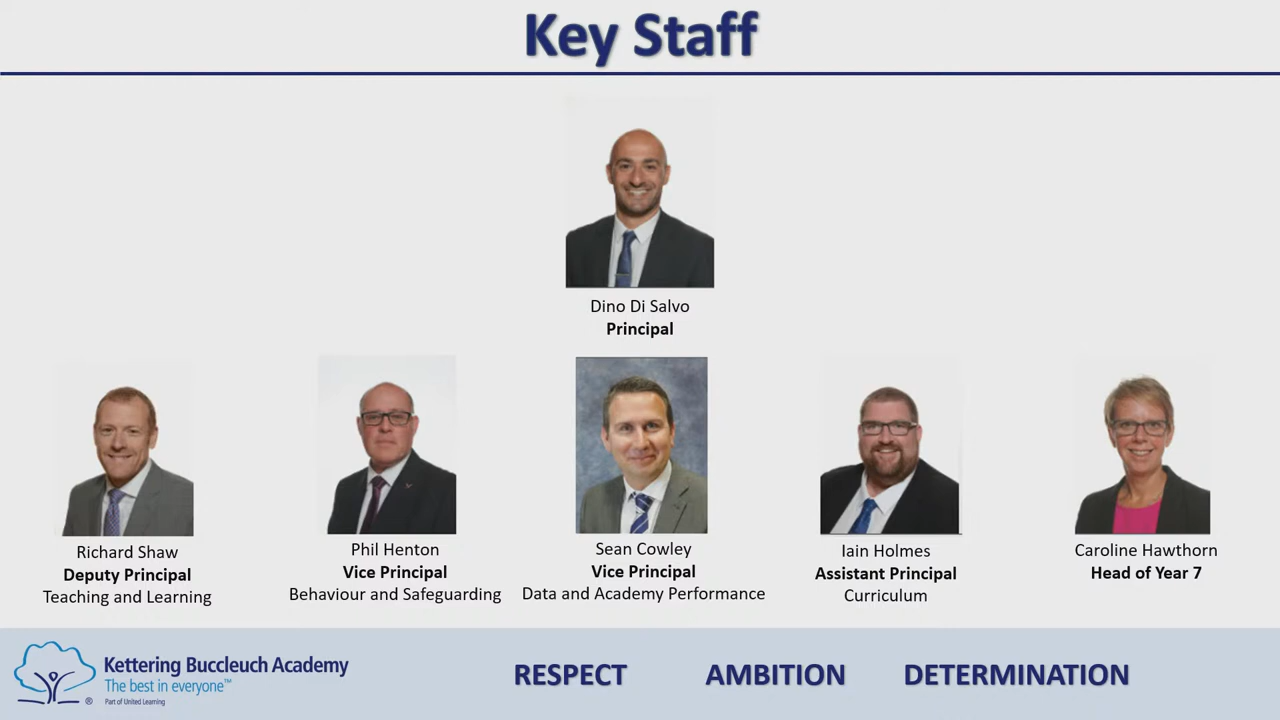 Key Staff
Dino Di Salvo
Principal
Richard Shaw
Deputy Principal
Teaching and Learning
Phil Henton
Vice Principal
Behaviour and Safeguarding
Sean Cowley
Vice Principal
Data and Academy Performance
Iain Holmes
Assistant Principal
Curriculum
Caroline Hawthorn
Head of Year 7
Kettering Buccleuch Academy
The best in everyone™
Part of United Learning
®
RESPECT AMBITION DETERMINATION